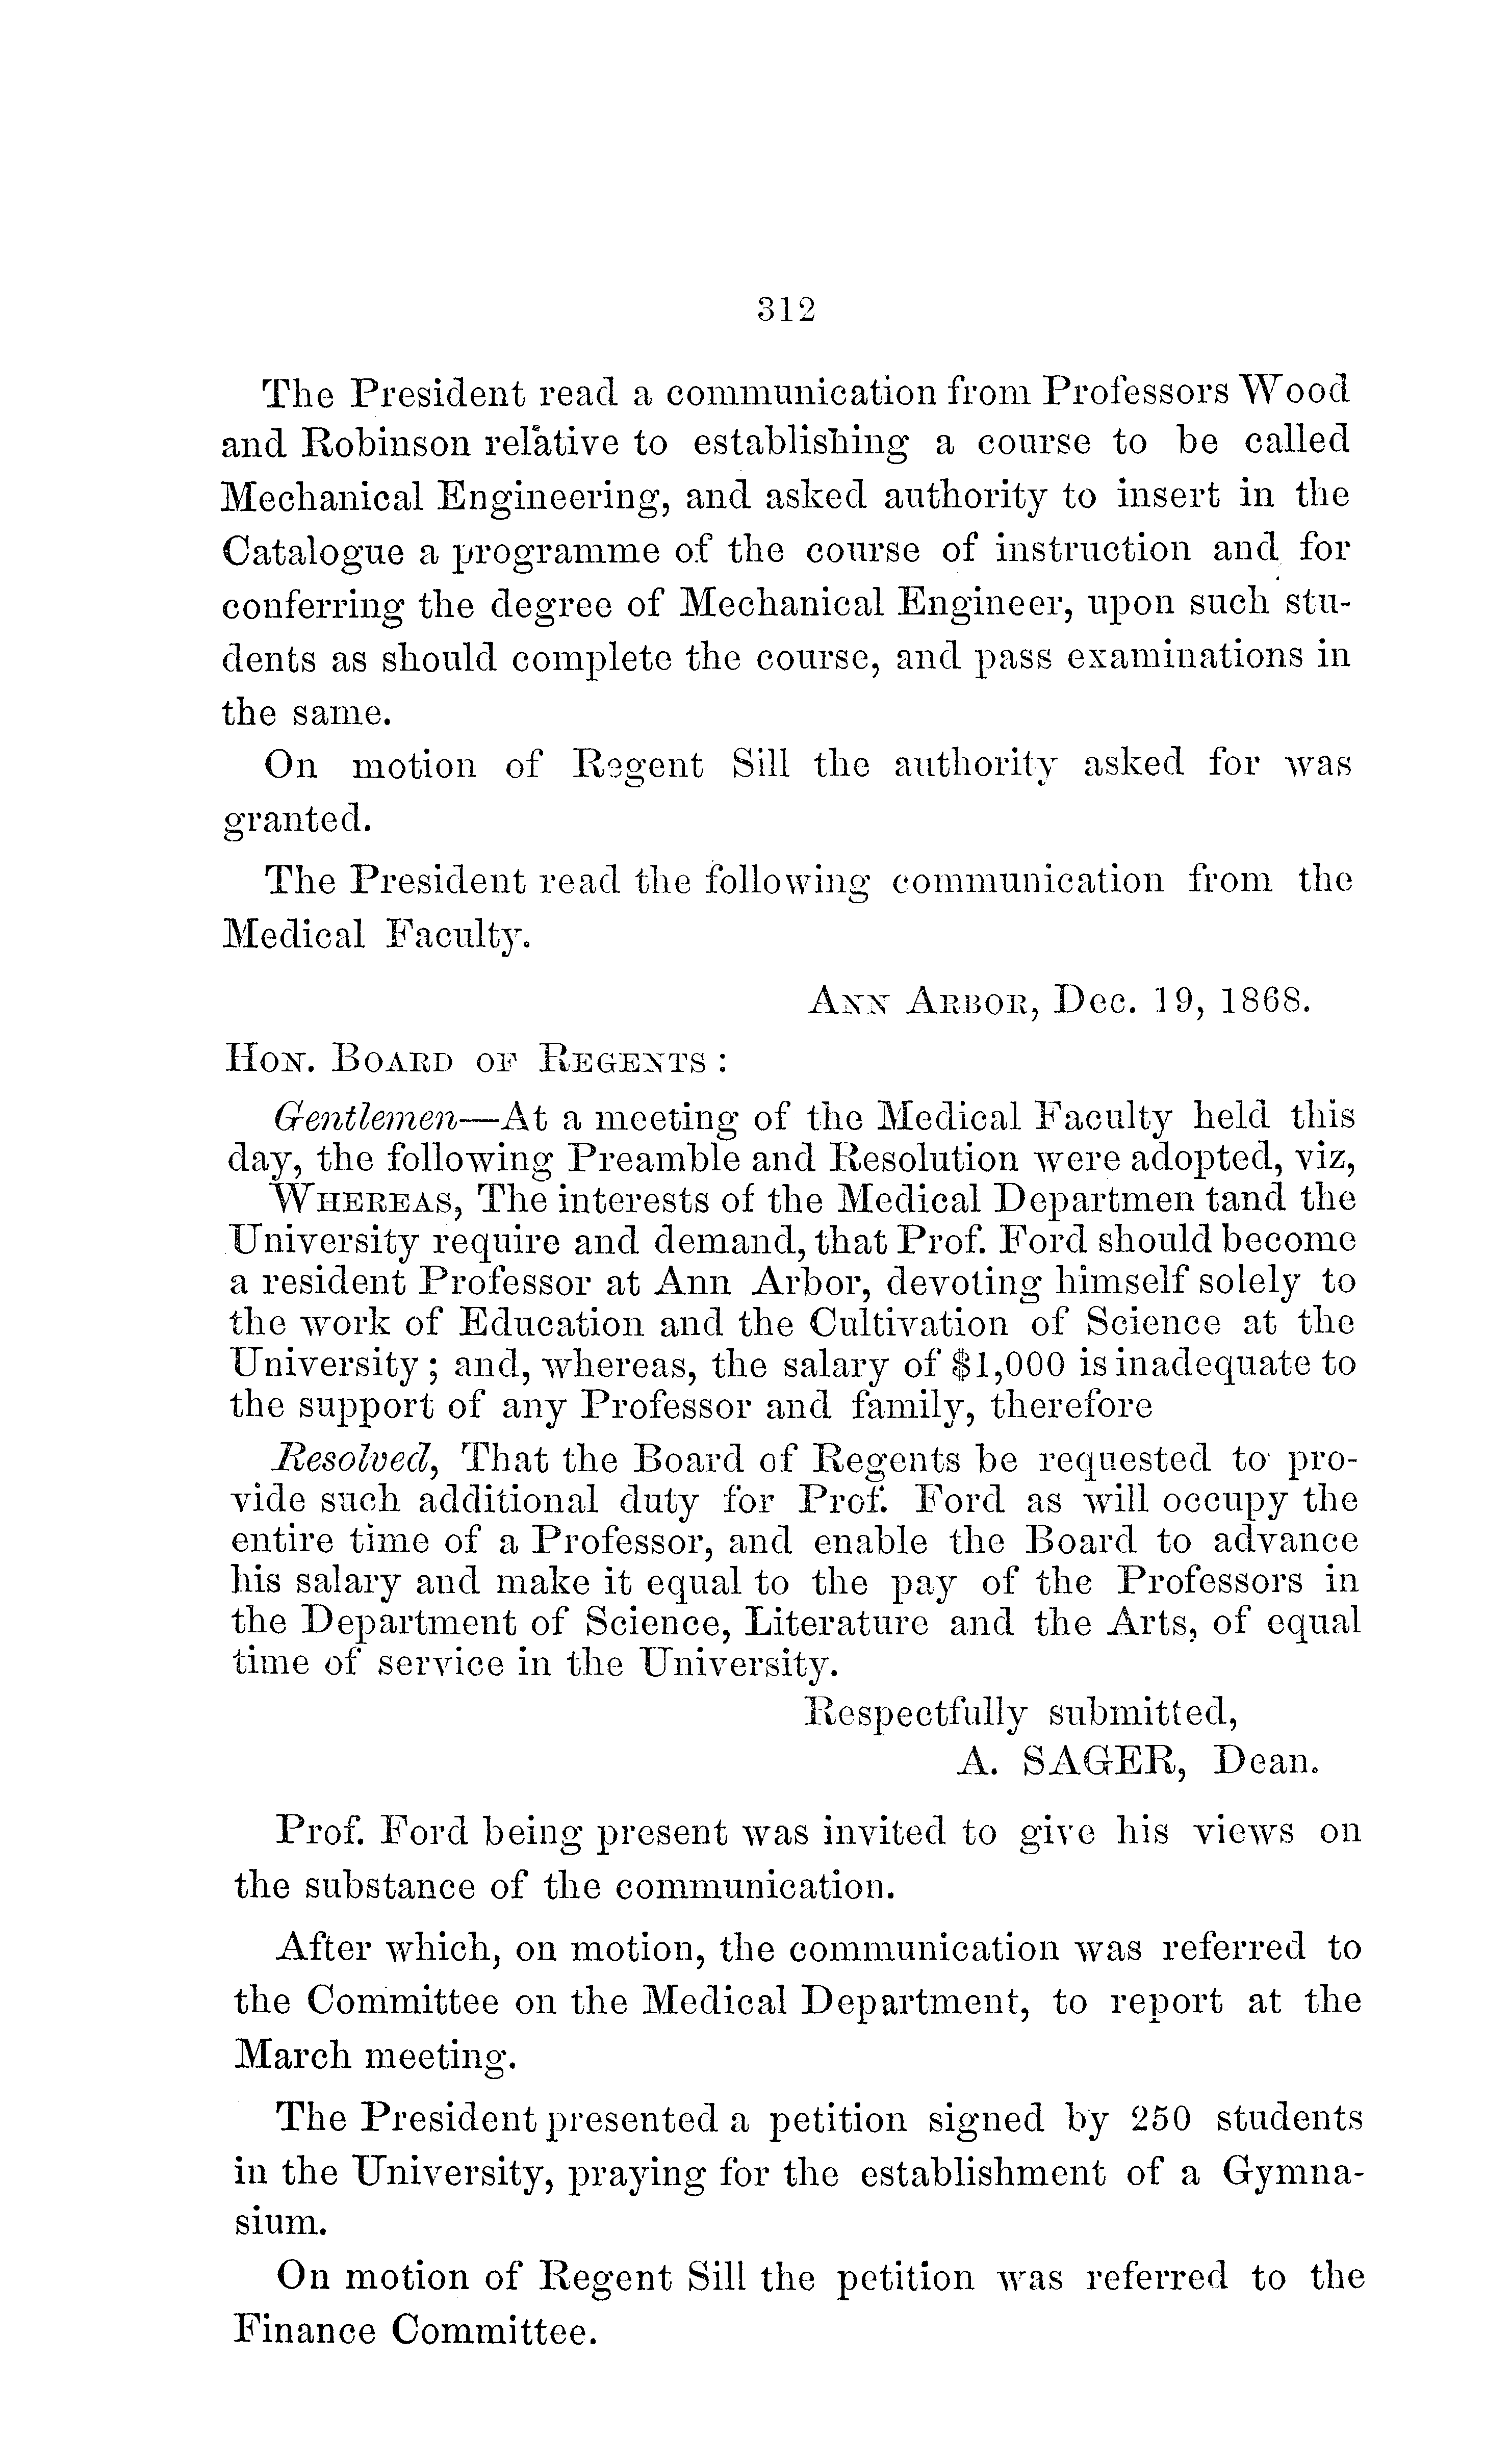 312
The President read a communication from Professors Wood
and Robinson relative to establishing a course to be called
Mechanical Engineering, and asked authority to insert in the
Catalogue a programme of the course of instruction and for
conferring the degree of Mechanical Engineer, upon such stu-
dents as should complete the course, and pass examinations in
the same.
On motion of Regent Sill the authority asked for was
granted.
The President read the following communication from the
Medical Faculty.
ANN ARBOR, Dec. 19, 1868.
HON. BOARD OF REGENTS :
Gentlemen—At a meeting of the Medical Faculty held this
day, the following Preamble and Resolution were adopted, viz,
WHEREAS, The interests of the Medical Departmen tand the
University require and demand, that Prof. Ford should become
a resident Professor at Ann Arbor, devoting himself solely to
the work of Education and the Cultivation of Science at the
University ; and, whereas, the salary of $1,000 is inadequate to
the support of any Professor and family, therefore
Resolved, That the Board of Regents be requested to pro-
vide such additional duty for Prof. Ford as will occupy the
entire time of a Professor, and enable the Board to advance
his salary and make it equal to the pay of the Professors in
the Department of Science, Literature and the Arts, of equal
time of service in the University.
Respectfully submitted,
A. SAGER, Dean.
Prof. Ford being present was invited to give his views on
the substance of the communication.
After which, on motion, the communication was referred to
the Committee on the Medical Department, to report at the
March meeting.
The President presented a petition signed by 250 students
in the University, praying for the establishment of a Gymna-
sium.
On motion of Regent Sill the petition was referred to the
Finance Committee.